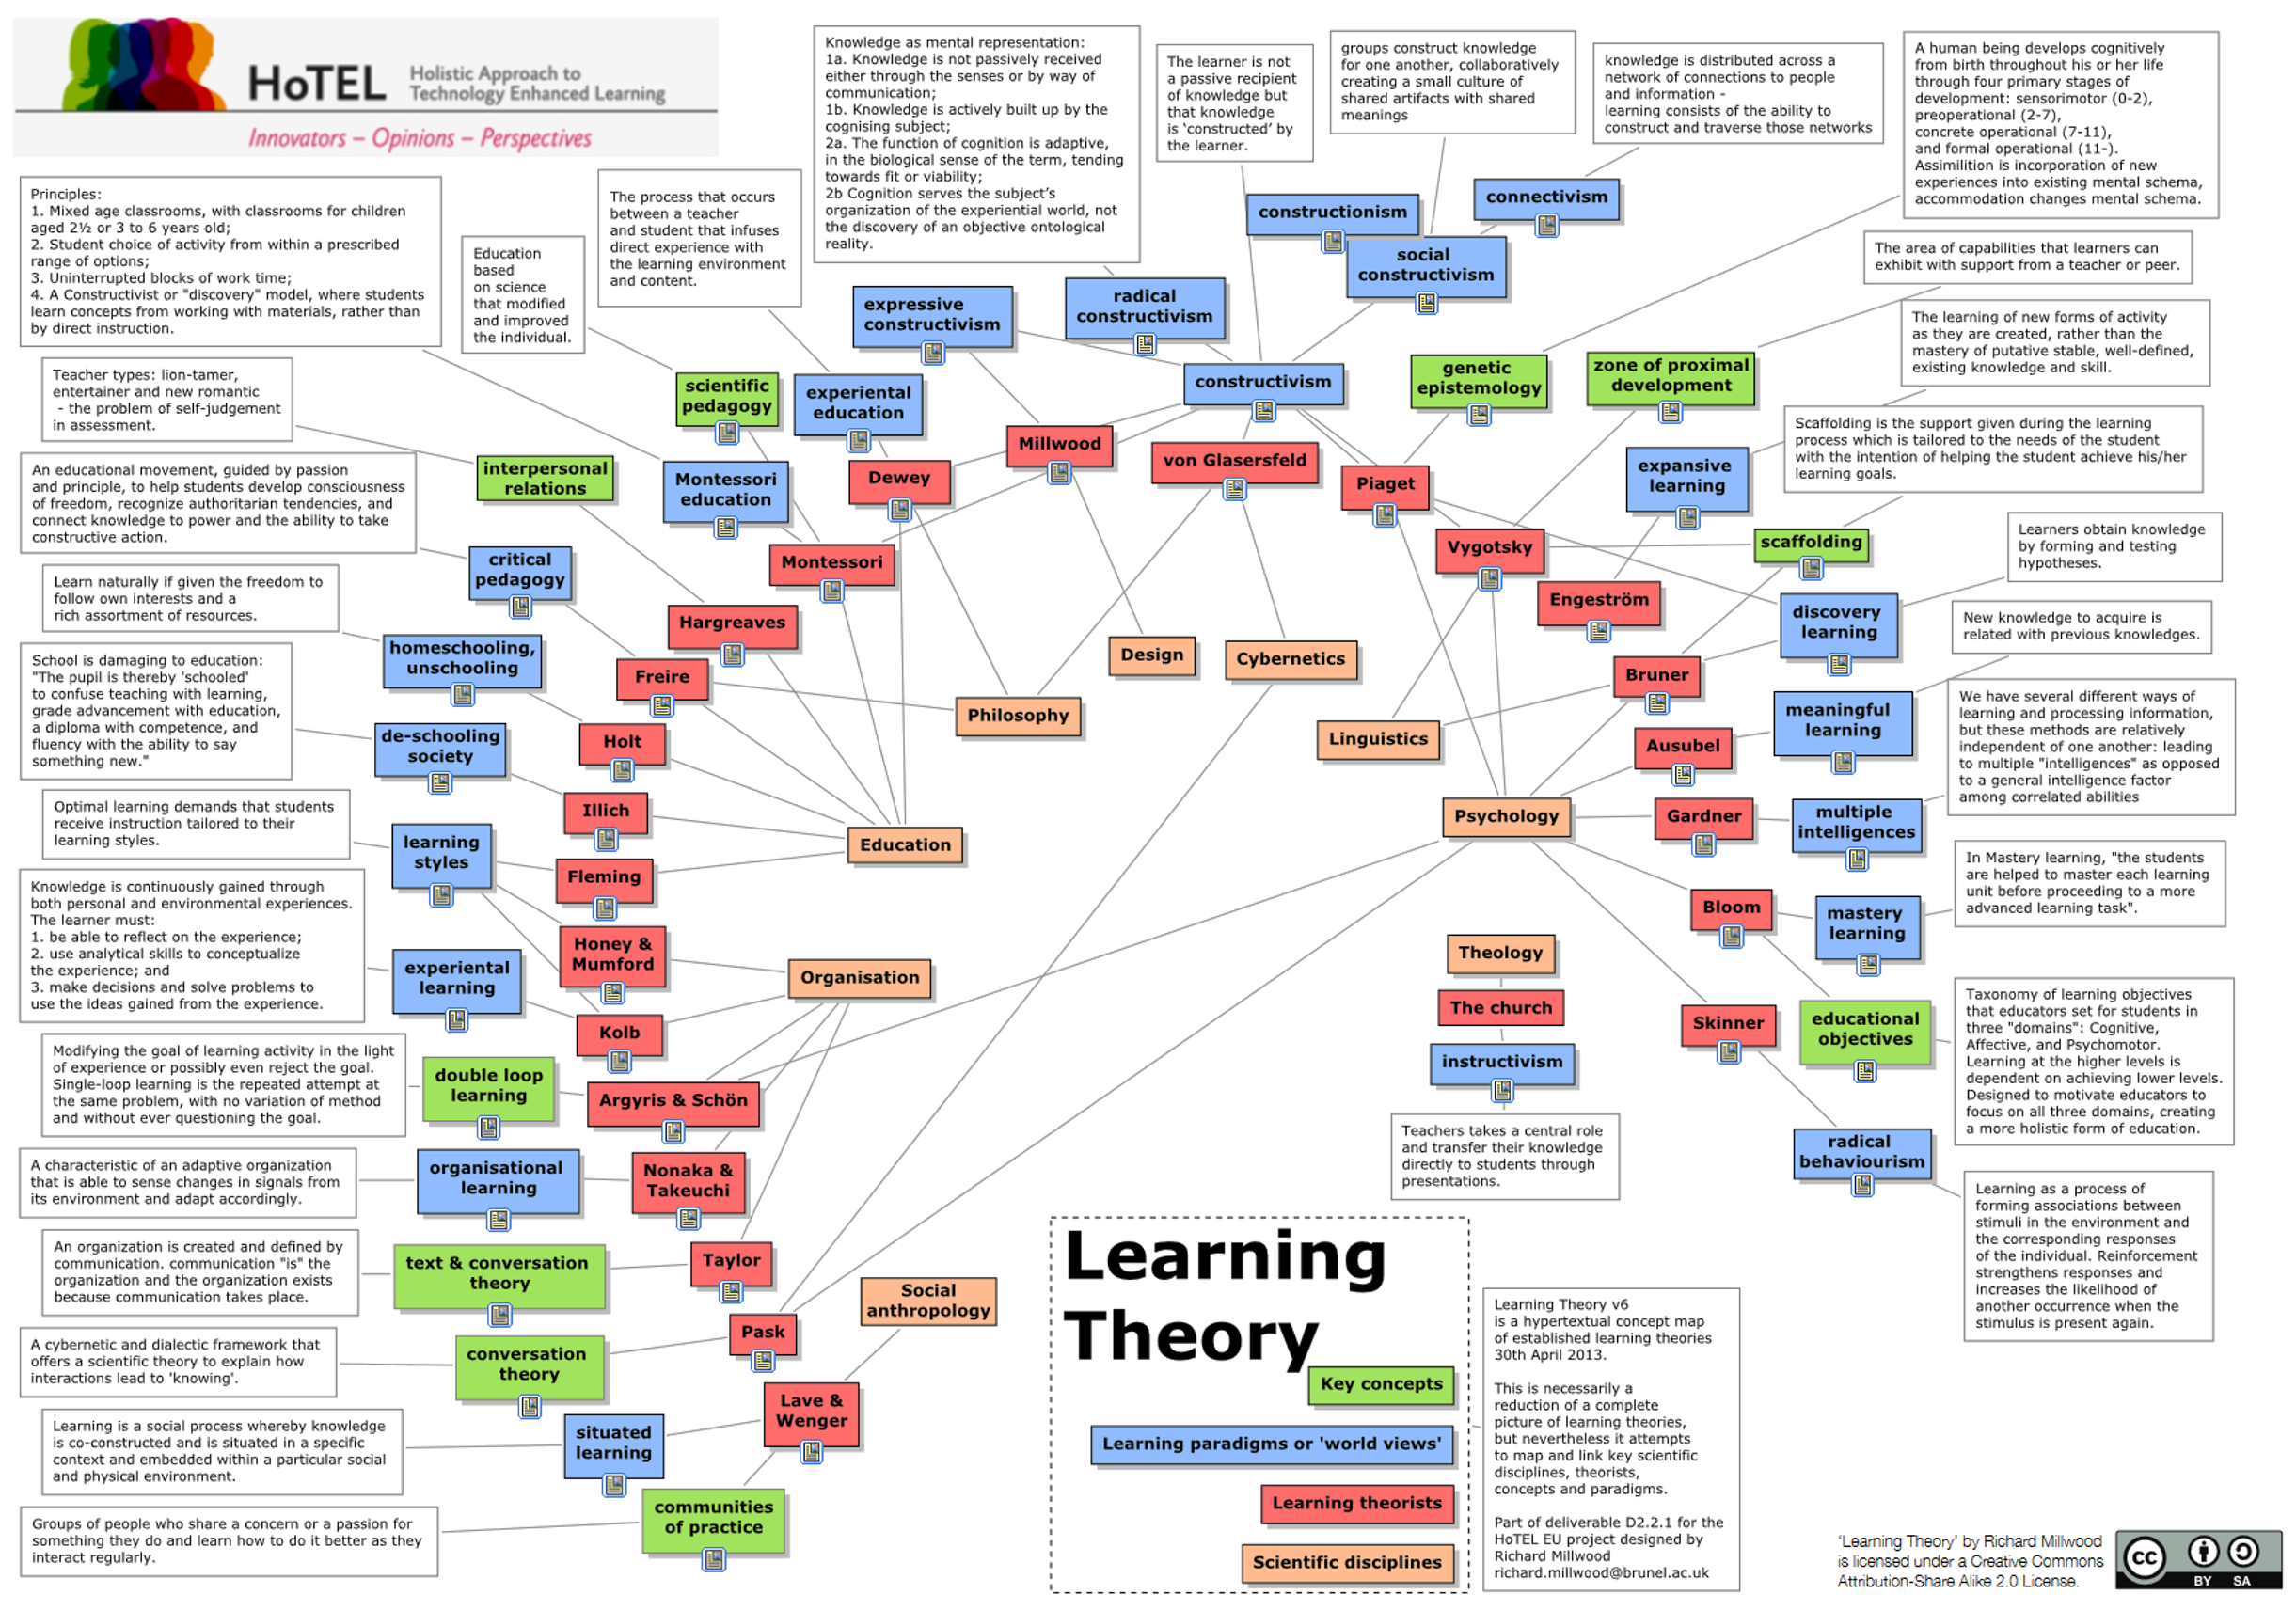 HoTEL
Holistic Approach to
Technology Enhanced Learning
Innovators – Opinions – Perspectives
Knowledge as mental representation:
1a. Knowledge is not passively received
either through the senses or by way of
communication;
1b. Knowledge is actively built up by the
cognising subject;
2a. The function of cognition is adaptive,
in the biological sense of the term, tending
towards fit or viability;
2b Cognition serves the subject's
organization of the experiential world, not
the discovery of an objective ontological
reality.
The learner is not
a passive recipient
of knowledge but
that knowledge
is 'constructed' by
the learner.
groups construct knowledge
for one another, collaboratively
creating a small culture of
shared artifacts with shared
meanings
knowledge is distributed across a
network of connections to people
and information -
learning consists of the ability to
construct and traverse those networks
A human being develops cognitively
from birth throughout his or her life
through four primary stages of
development: sensorimotor (0-2),
preoperational (2-7),
concrete operational (7-11),
and formal operational (11-).
Assimilition is incorporation of new
experiences into existing mental schema,
accommodation changes mental schema.
Principles:
1. Mixed age classrooms, with classrooms for children
aged 2½ or 3 to 6 years old;
2. Student choice of activity from within a prescribed
range of options;
3. Uninterrupted blocks of work time;
4. A Constructivist or "discovery" model, where students
learn concepts from working with materials, rather than
by direct instruction.
Education
based
on science
that modified
and improved
the individual.
The process that occurs
between a teacher
and student that infuses
direct experience with
the learning environment
and content.
constructionism
connectivism
social
constructivism
expressive
constructivism
radical
constructivism
constructivism
The area of capabilities that learners can
exhibit with support from a teacher or peer.
The learning of new forms of activity
as they are created, rather than the
mastery of putative stable, well-defined,
existing knowledge and skill.
genetic
epistemology
zone of proximal
development
Teacher types: lion-tamer,
entertainer and new romantic
- the problem of self-judgement
in assessment.
scientific
pedagogy
experiential
education
Scaffolding is the support given during the learning
process which is tailored to the needs of the student
with the intention of helping the student achieve his/her
learning goals.
An educational movement, guided by passion
and principle, to help students develop consciousness
of freedom, recognize authoritarian tendencies, and
connect knowledge to power and the ability to take
constructive action.
interpersonal
relations
Montessori
education
Dewey
Millwood
von Glasersfeld
Piaget
expansive
learning
Vygotsky
scaffolding
Learners obtain knowledge
by forming and testing
hypotheses.
critical
pedagogy
Montessori
Learn naturally if given the freedom to
follow own interests and a
rich assortment of resources.
Hargreaves
Engeström
discovery
learning
New knowledge to acquire is
related with previous knowledges.
homeschooling,
unschooling
Freire
Design
Cybernetics
Bruner
School is damaging to education:
"The pupil is thereby 'schooled'
to confuse teaching with learning,
grade advancement with education,
a diploma with competence, and
fluency with the ability to say
something new."
Philosophy
Linguistics
meaningful
learning
We have several different ways of
learning and processing information,
but these methods are relatively
independent of one another: leading
to multiple "intelligences" as opposed
to a general intelligence factor
among correlated abilities
de-schooling
society
Holt
Ausubel
Illich
Psychology
Gardner
multiple
intelligences
Optimal learning demands that students
receive instruction tailored to their
learning styles.
learning
styles
Education
Fleming
In Mastery learning, "the students
are helped to master each learning
unit before proceeding to a more
advanced learning task".
Knowledge is continuously gained through
both personal and environmental experiences.
The learner must:
1. be able to reflect on the experience;
2. use analytical skills to conceptualize
the experience; and
3. make decisions and solve problems to
use the ideas gained from the experience.
Bloom
mastery
learning
Honey &
Mumford
Organisation
Theology
experiential
learning
The church
Kolb
Skinner
educational
objectives
Taxonomy of learning objectives
that educators set for students in
three "domains": Cognitive,
Affective, and Psychomotor.
Learning at the higher levels is
dependent on achieving lower levels.
Designed to motivate educators to
focus on all three domains, creating
a more holistic form of education.
Modifying the goal of learning activity in the light
of experience or possibly even reject the goal.
Single-loop learning is the repeated attempt at
the same problem, with no variation of method
and without ever questioning the goal.
double loop
learning
Argyris & Schön
instructivism
Teachers takes a central role
and transfer their knowledge
directly to students through
presentations.
radical
behaviourism
A characteristic of an adaptive organization
that is able to sense changes in signals from
its environment and adapt accordingly.
organisational
learning
Nonaka &
Takeuchi
Learning as a process of
forming associations between
stimuli in the environment and
the corresponding responses
of the individual. Reinforcement
strengthens responses and
increases the likelihood of
another occurrence when the
stimulus is present again.
An organization is created and defined by
communication. communication "is" the
organization and the organization exists
because communication takes place.
text & conversation
theory
Taylor
Social
anthropology
A cybernetic and dialectic framework that
offers a scientific theory to explain how
interactions lead to 'knowing'.
conversation
theory
Pask
Learning is a social process whereby knowledge
is co-constructed and is situated in a specific
context and embedded within a particular social
and physical environment.
situated
learning
Lave &
Wenger
Groups of people who share a concern or a passion for
something they do and learn how to do it better as they
interact regularly.
communities
of practice
Learning
Theory
Key concepts
Learning paradigms or 'world views'
Learning theorists
Scientific disciplines
Learning Theory v6
is a hypertextual concept map
of established learning theories
30th April 2013.
This is necessarily a
reduction of a complete
picture of learning theories,
but nevertheless it attempts
to map and link key scientific
disciplines, theorists,
concepts and paradigms.
Part of deliverable D2.2.1 for the
HoTEL EU project designed by
Richard Millwood
richard.millwood@brunel.ac.uk
'Learning Theory' by Richard Millwood
is licensed under a Creative Commons
Attribution-Share Alike 2.0 License.
cc
BY SA